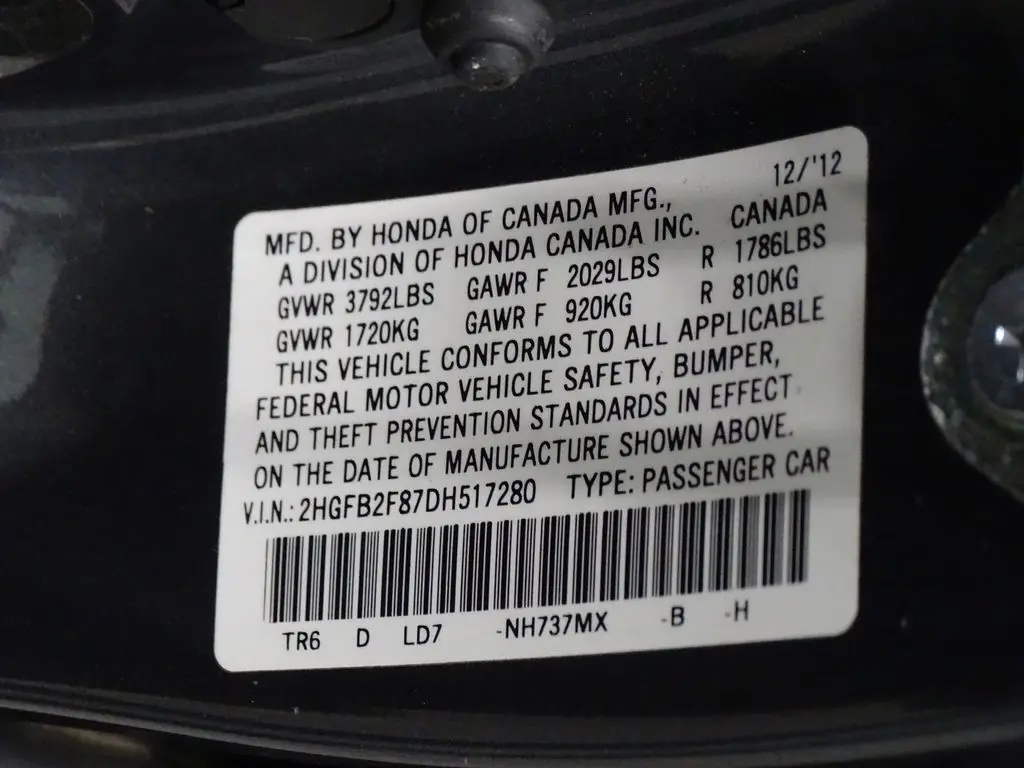 12/'12
MFD. BY HONDA OF CANADA MFG.,
A DIVISION OF HONDA CANADA INC. CANADA
GVWR 3792LBS GAWR F 2029LBS R 1786LBS
GVWR 1720KG GAWR F 920KG R 810KG
THIS VEHICLE CONFORMS TO ALL APPLICABLE
FEDERAL MOTOR VEHICLE SAFETY, BUMPER,
AND THEFT PREVENTION STANDARDS IN EFFECT
ON THE DATE OF MANUFACTURE SHOWN ABOVE.
V.I.N.: 2HGFB2F87DH517280 TYPE: PASSENGER CAR
TR6 D LD7 -NH737MX -B -H